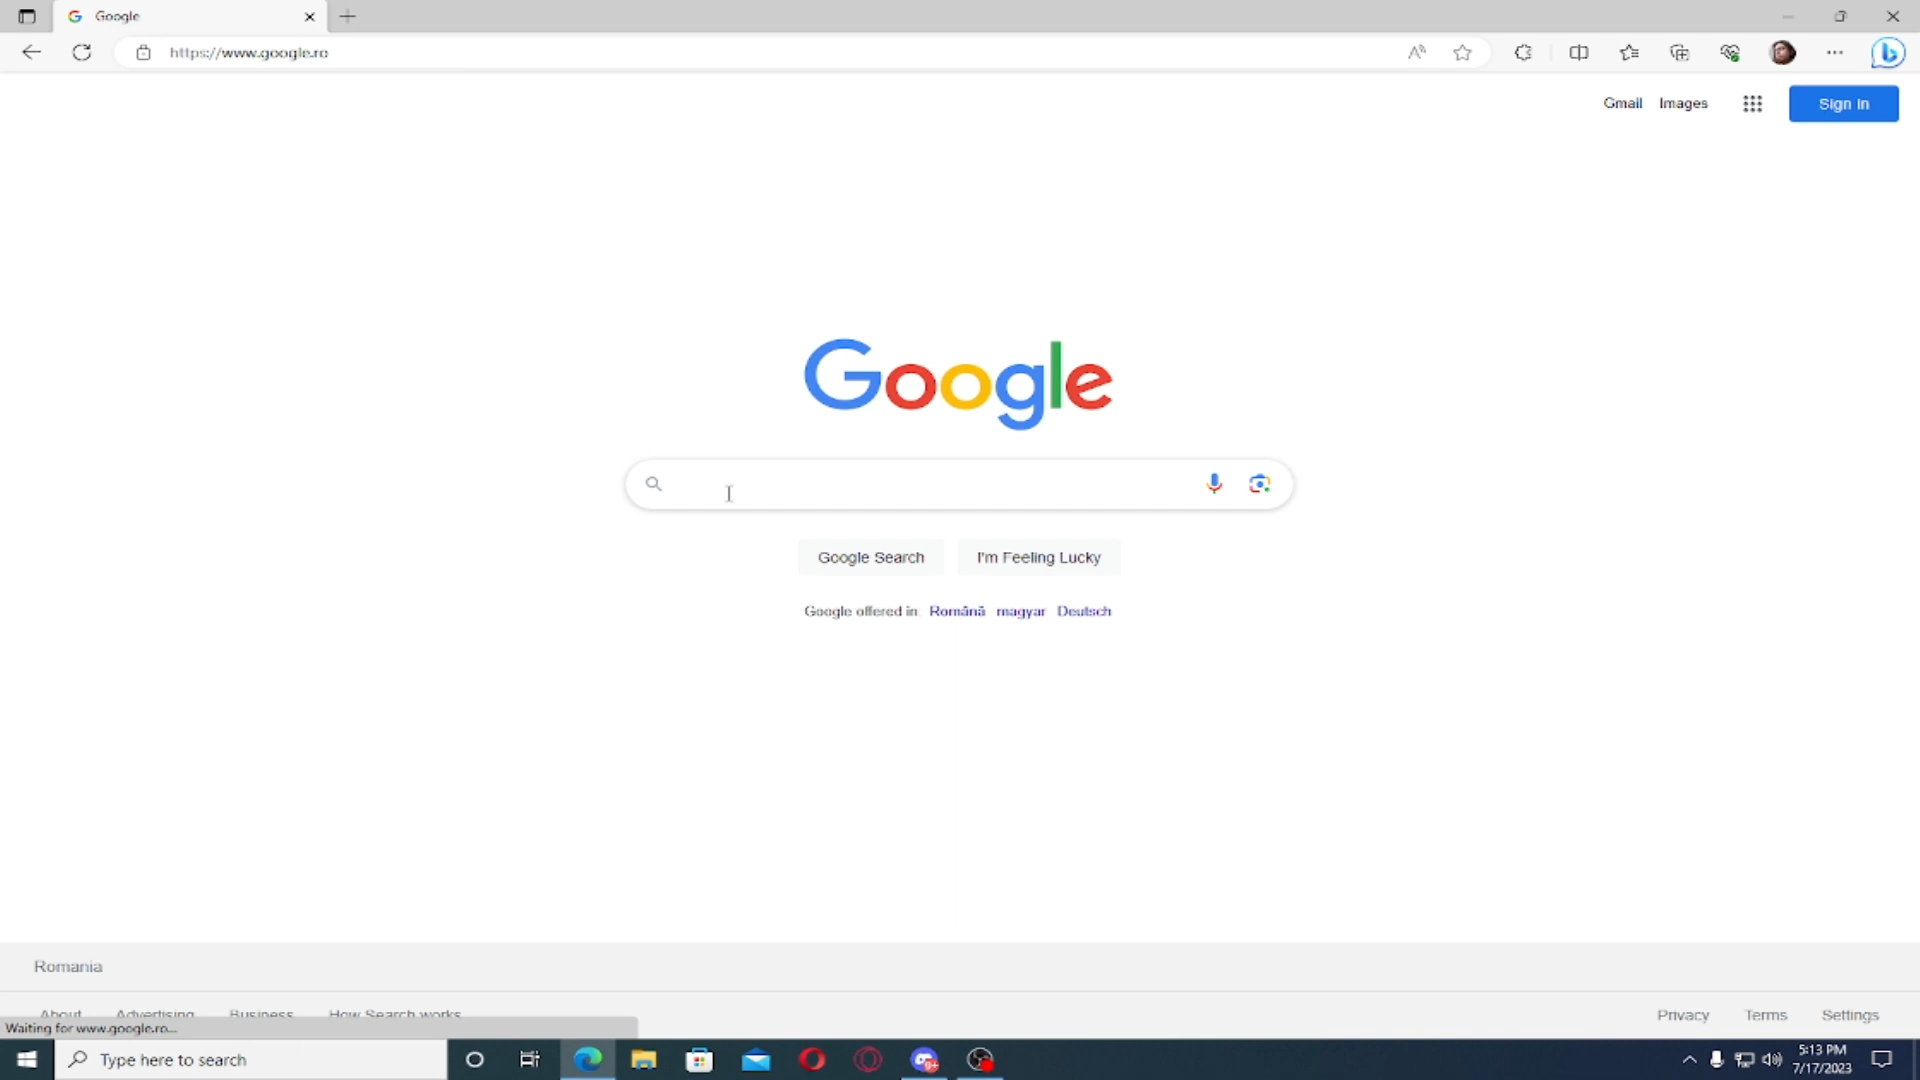 Google
https://www.google.ro
Gmail Images Sign in
Google
Google Search I'm Feeling Lucky
Google offered in: Română magyar Deutsch
Romania
About Advertising Business How Search works Privacy Terms Settings
Waiting for www.google.ro...
Type here to search
5:13 PM
7/17/2023